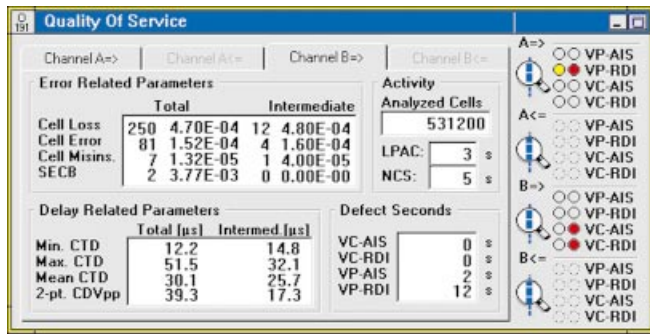 O
191
Quality Of Service
Channel A=> Channel A<= Channel B=> Channel B<=
Error Related Parameters
Total Intermediate
Cell Loss 250 4.70E-04 12 4.80E-04
Cell Error 81 1.52E-04 4 1.60E-04
Cell Misins. 7 1.32E-05 1 4.00E-05
SECB 2 3.77E-03 0 0.00E-00
Activity
Analyzed Cells
531200
LPAC: 3 s
NCS: 5 s
Delay Related Parameters
Total [µs] Intermed.[µs]
Min. CTD 12.2 14.8
Max. CTD 51.5 32.1
Mean CTD 30.1 25.7
2-pt. CDVpp 39.3 17.3
Defect Seconds
VC-AIS 0 s
VC-RDI 0 s
VP-AIS 2 s
VP-RDI 12 s
A=>
VP-AIS
VP-RDI
VC-AIS
VC-RDI
A<=
VP-AIS
VP-RDI
VC-AIS
VC-RDI
B=>
VP-AIS
VP-RDI
VC-AIS
VC-RDI
B<=
VP-AIS
VP-RDI
VC-AIS
VC-RDI